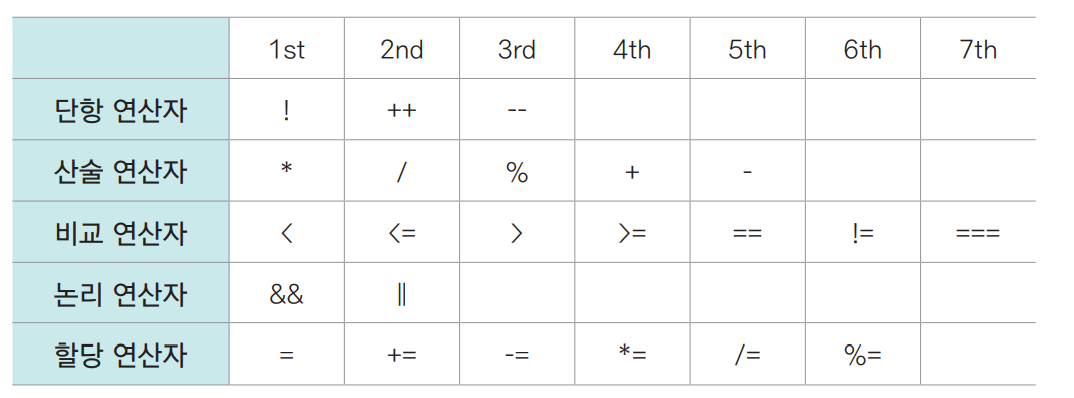 1st 2nd 3rd 4th 5th 6th 7th
단항 연산자 ! ++ --
산술 연산자 * / % + -
비교 연산자 < <= > >= == != ===
논리 연산자 && ||
할당 연산자 = += -= *= /= %=